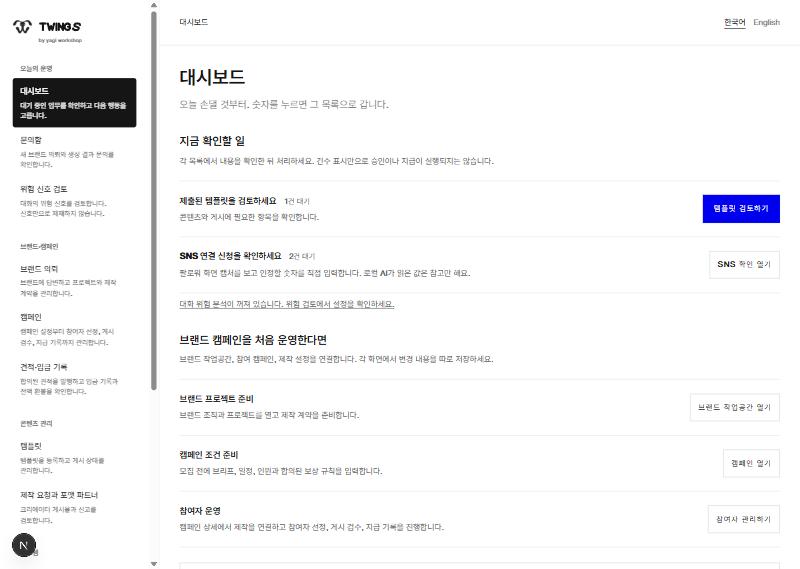 TWINGS
by yagi workshop
오늘의 운영
대시보드
대기 중인 업무를 확인하고 다음 행동을
고릅니다.
문의함
새 브랜드 의뢰와 생성 결과 문의를
확인합니다.
위험 신호 검토
대화의 위험 신호를 검토합니다.
신호만으로 제재하지 않습니다.
브랜드·캠페인
브랜드 의뢰
브랜드에 답변하고 프로젝트와 제작
계약을 관리합니다.
캠페인
캠페인 설정부터 참여자 선정, 게시
검수, 지급 기록까지 관리합니다.
견적·입금 기록
합의된 견적을 발행하고 입금 기록과
전액 환불을 확인합니다.
콘텐츠 관리
템플릿
템플릿을 등록하고 게시 상태를
관리합니다.
제작 요청과 포맷 파트너
크리에이터 게시물과 신고를
검토합니다.
N
대시보드
한국어 English
대시보드
오늘 손댈 것부터. 숫자를 누르면 그 목록으로 갑니다.
지금 확인할 일
각 목록에서 내용을 확인한 뒤 처리하세요. 건수 표시만으로 승인이나 지급이 실행되지는 않습니다.
제출된 템플릿을 검토하세요 1건 대기
콘텐츠와 게시에 필요한 항목을 확인합니다.
템플릿 검토하기
SNS 연결 신청을 확인하세요 2건 대기
팔로워 화면 캡처를 보고 인정할 숫자를 직접 입력합니다. 로컬 AI가 읽은 값은 참고만 해요.
SNS 확인 열기
대화 위험 분석이 꺼져 있습니다. 위험 검토에서 설정을 확인하세요.
브랜드 캠페인을 처음 운영한다면
브랜드 작업공간, 참여 캠페인, 제작 설정을 연결합니다. 각 화면에서 변경 내용을 따로 저장하세요.
브랜드 프로젝트 준비
브랜드 조직과 프로젝트를 열고 제작 계약을 준비합니다.
브랜드 작업공간 열기
캠페인 조건 준비
모집 전에 브리프, 일정, 인원과 합의된 보상 규칙을 입력합니다.
캠페인 열기
참여자 운영
캠페인 상세에서 제작을 연결하고 참여자 선정, 게시 검수, 지급 기록을 진행합니다.
참여자 관리하기